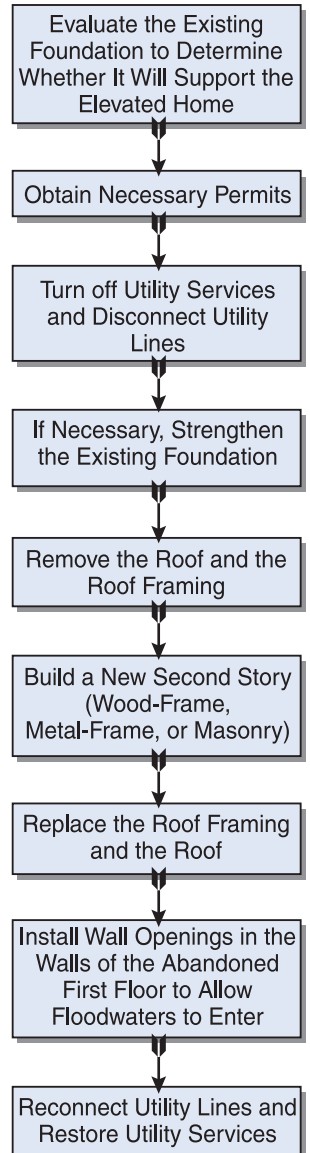 Evaluate the Existing
Foundation to Determine
Whether It Will Support the
Elevated Home
Obtain Necessary Permits
Turn off Utility Services
and Disconnect Utility
Lines
If Necessary, Strengthen
the Existing Foundation
Remove the Roof and the
Roof Framing
Build a New Second Story
(Wood-Frame,
Metal-Frame, or Masonry)
Replace the Roof Framing
and the Roof
Install Wall Openings in the
Walls of the Abandoned
First Floor to Allow
Floodwaters to Enter
Reconnect Utility Lines and
Restore Utility Services